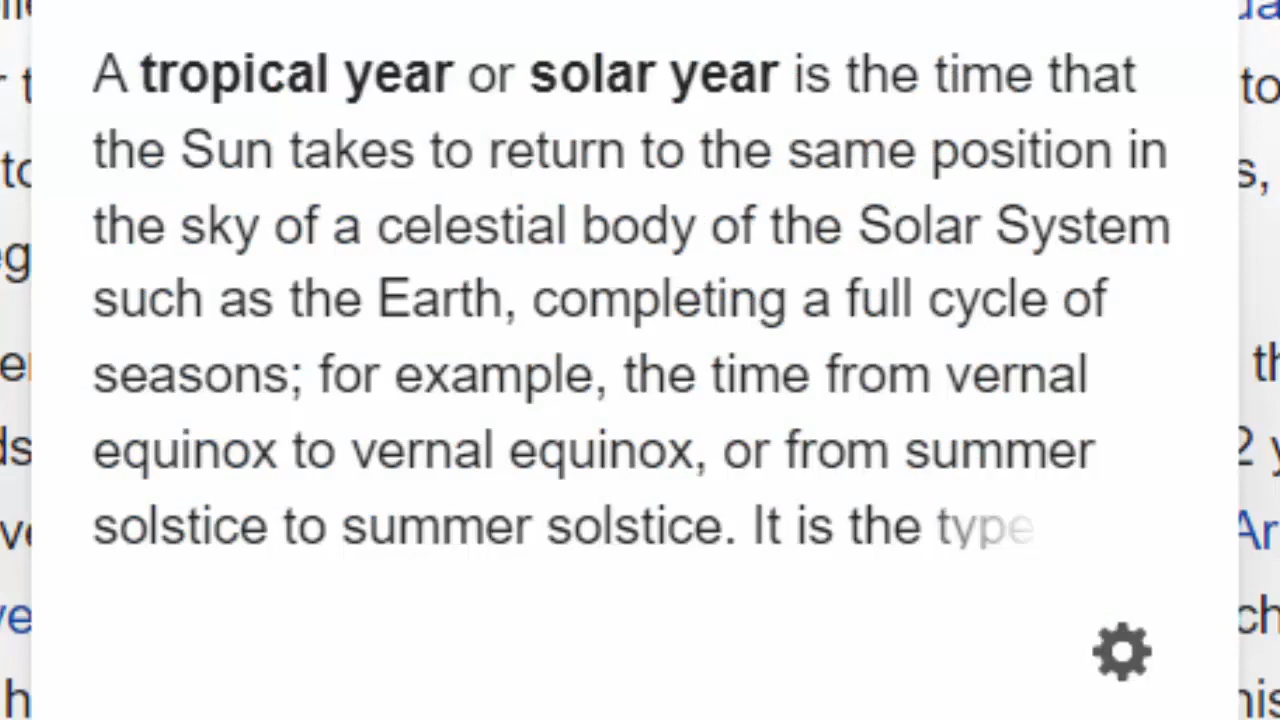 A tropical year or solar year is the time that
the Sun takes to return to the same position in
the sky of a celestial body of the Solar System
such as the Earth, completing a full cycle of
seasons; for example, the time from vernal
equinox to vernal equinox, or from summer
solstice to summer solstice. It is the type